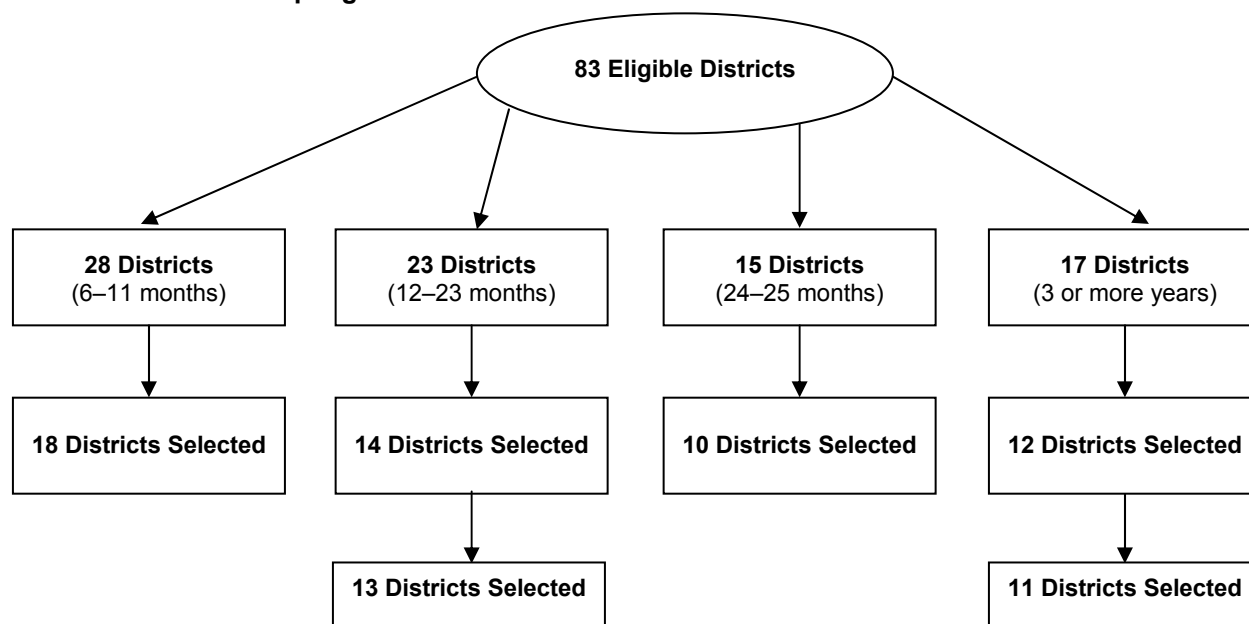 83 Eligible Districts
28 Districts
(6–11 months)
23 Districts
(12–23 months)
15 Districts
(24–25 months)
17 Districts
(3 or more years)
18 Districts Selected
14 Districts Selected
10 Districts Selected
12 Districts Selected
13 Districts Selected
11 Districts Selected